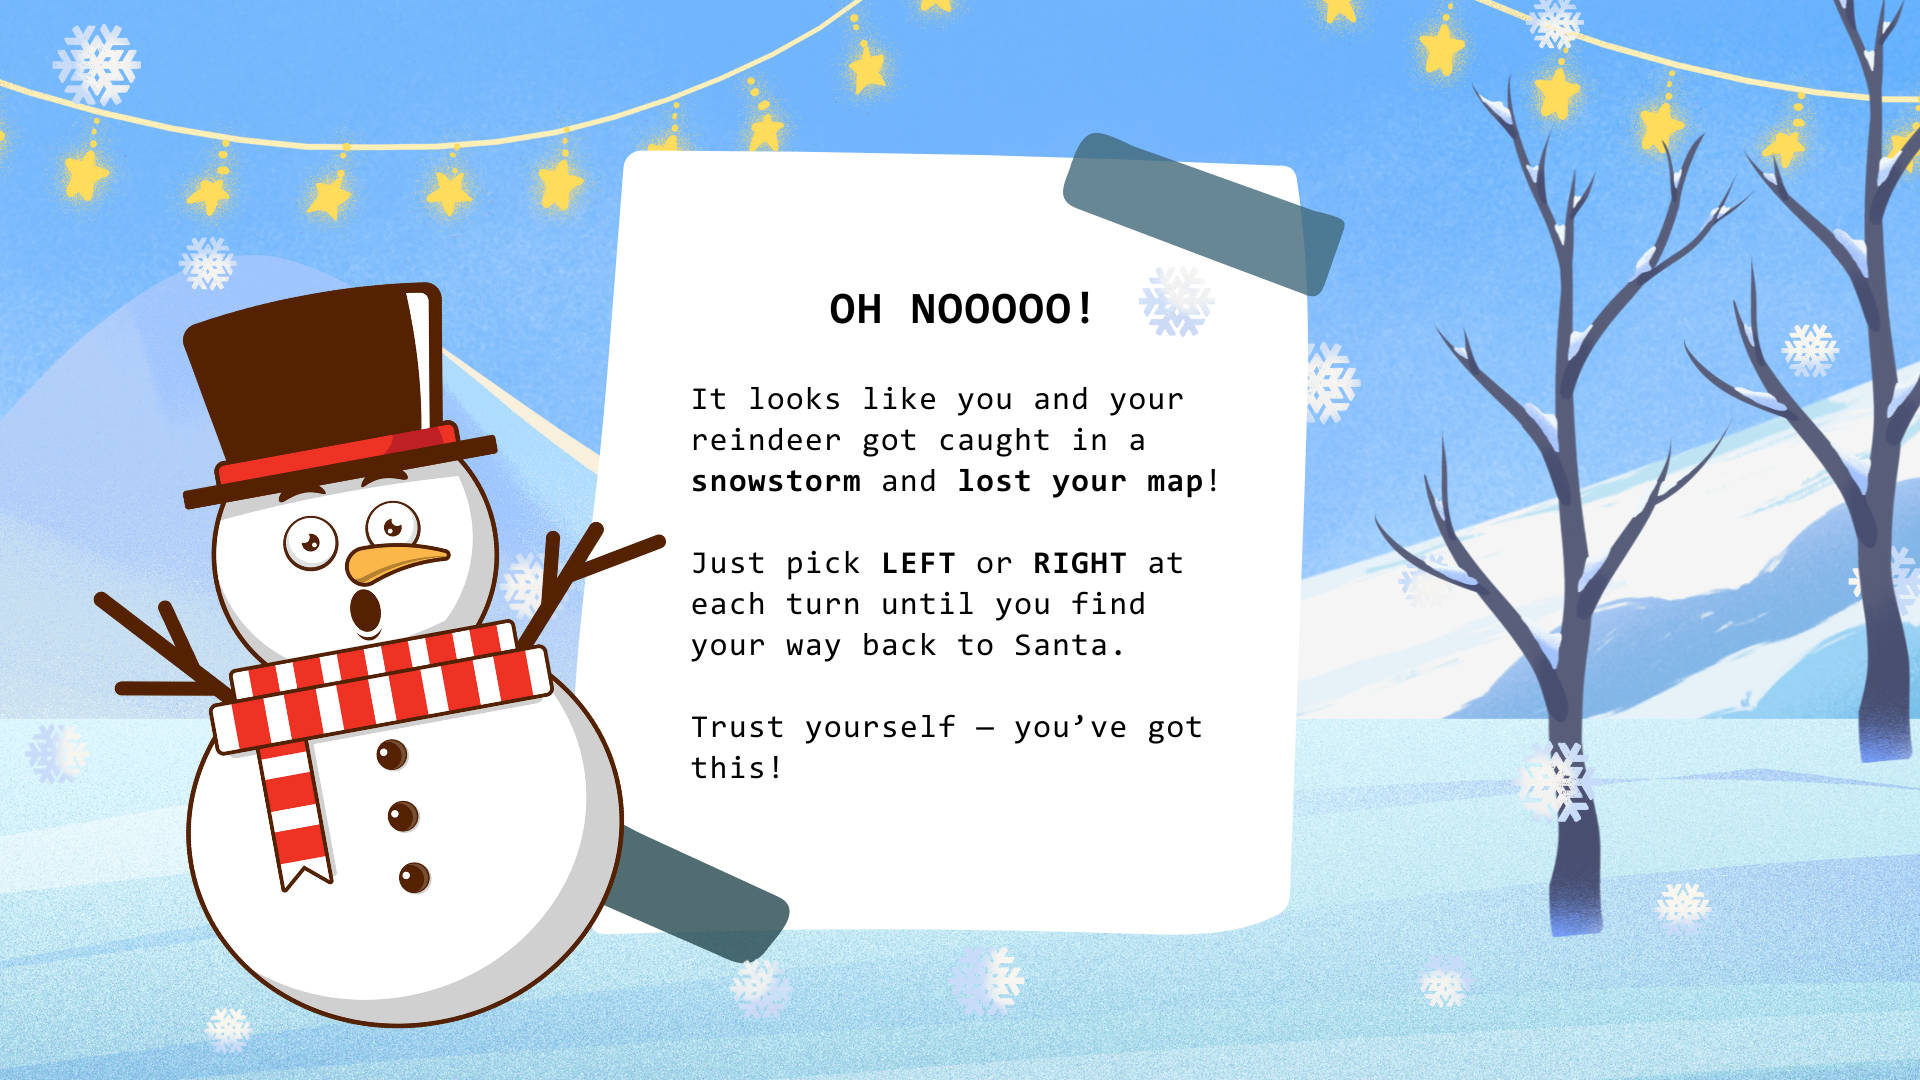 OH NOOOOO!
It looks like you and your
reindeer got caught in a
snowstorm and lost your map!
Just pick LEFT or RIGHT at
each turn until you find
your way back to Santa.
Trust yourself — you’ve got
this!